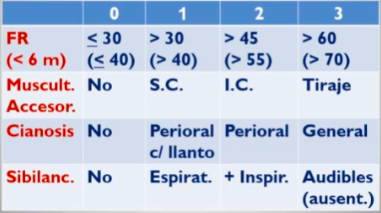 0 1 2 3
FR ≤ 30 > 30 > 45 > 60
(< 6 m) (≤ 40) (> 40) (> 55) (> 70)
Muscult. No S.C. I.C. Tiraje
Accesor.
Cianosis No Perioral Perioral General
c/ llanto
Sibilanc. No Espirat. + Inspir. Audibles
(ausent.)